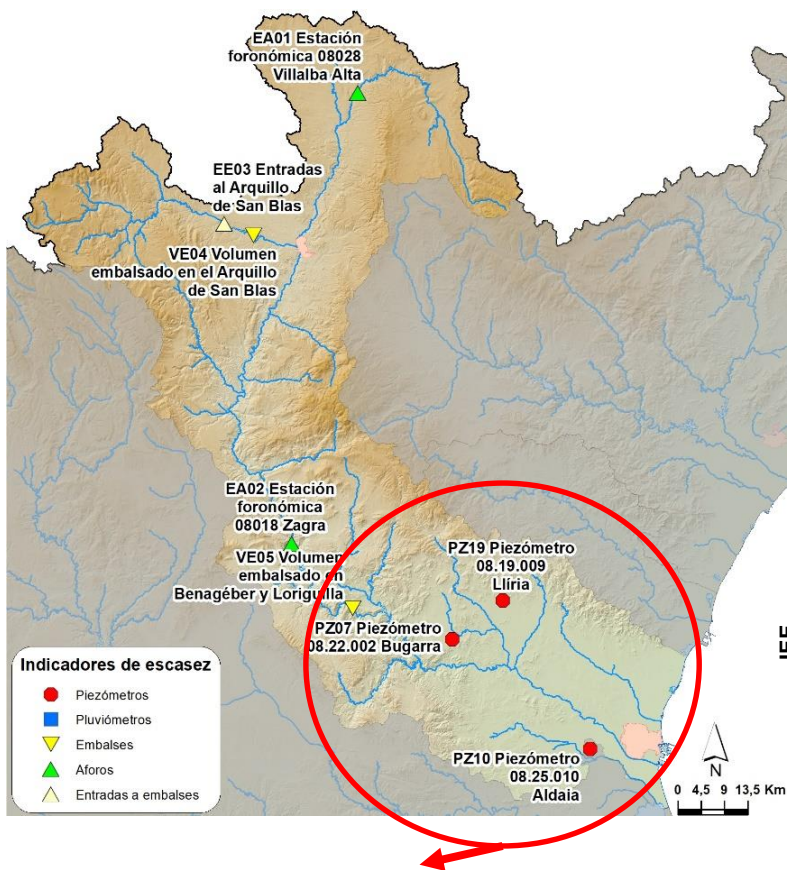 EA01 Estación
foronómica 08028
Villalba Alta
EE03 Entradas
al Arquillo
de San Blas
VE04 Volumen
embalsado en el Arquillo
de San Blas
EA02 Estación
foronómica
08018 Zagra
VE05 Volumen
embalsado en
Benagéber y Loriguilla
PZ19 Piezómetro
08.19.009
Llíria
PZ07 Piezómetro
08.22.002 Bugarra
PZ10 Piezómetro
08.25.010
Aldaia
Indicadores de escasez
Piezómetros
Pluviómetros
Embalses
Aforos
Entradas a embalses
N
0 4,5 9 13,5 Km